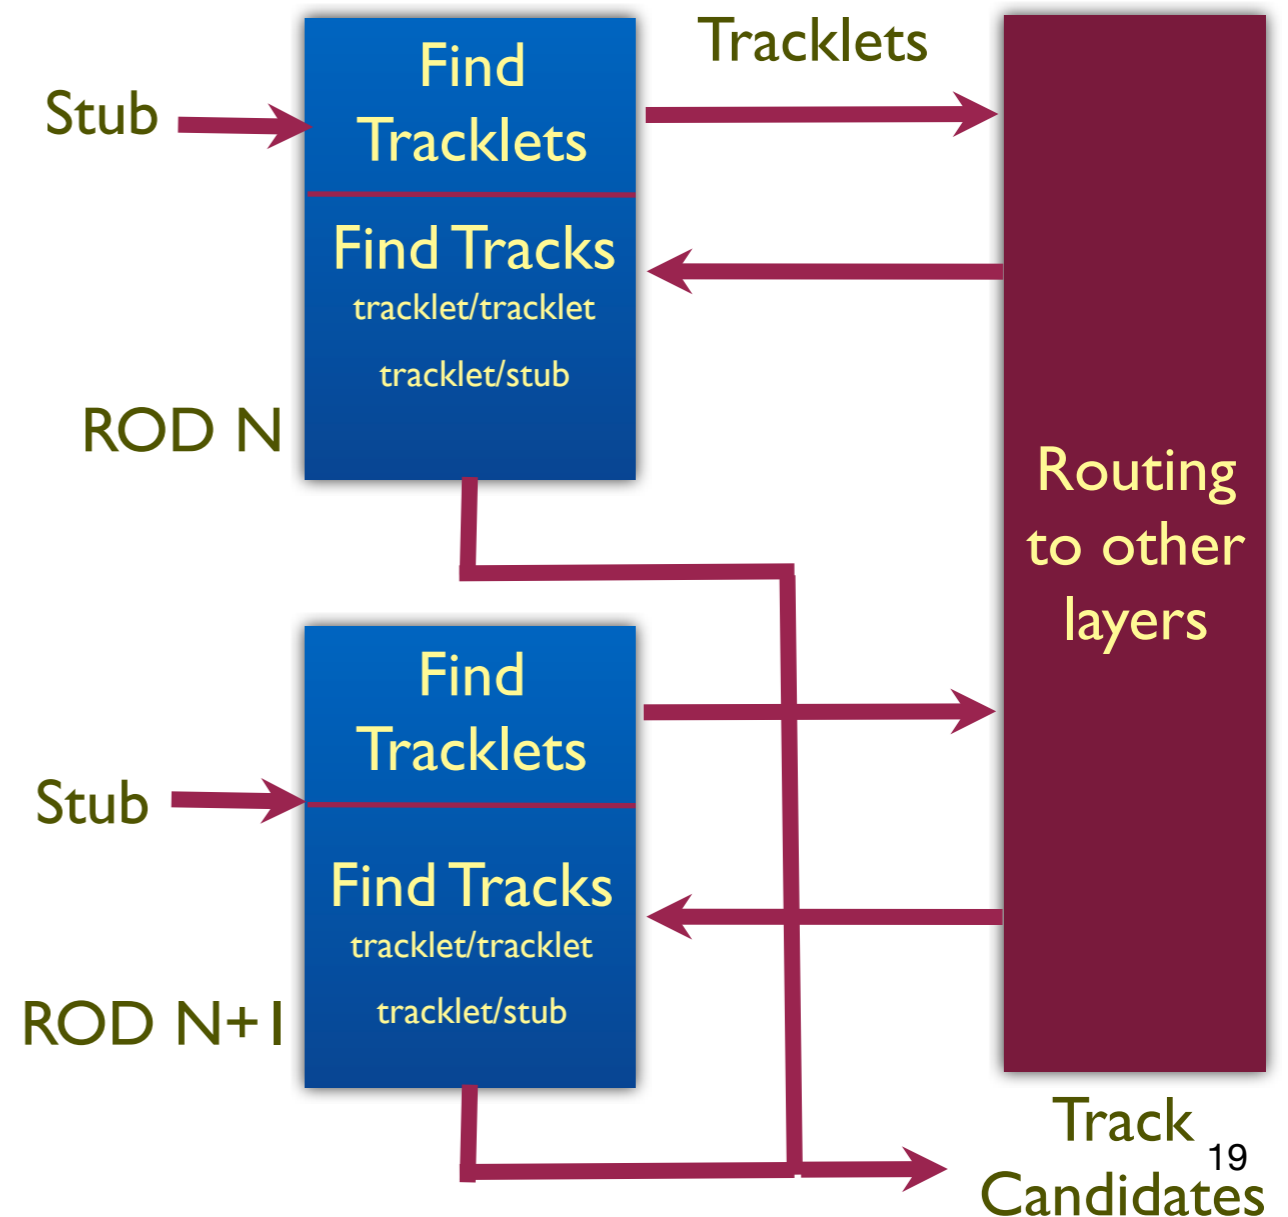 Stub
Find
Tracklets
Tracklets
Find Tracks
tracklet/tracklet
tracklet/stub
ROD N
Routing
to other
layers
Find
Tracklets
Stub
Find Tracks
tracklet/tracklet
tracklet/stub
ROD N+1
Track
Candidates
19